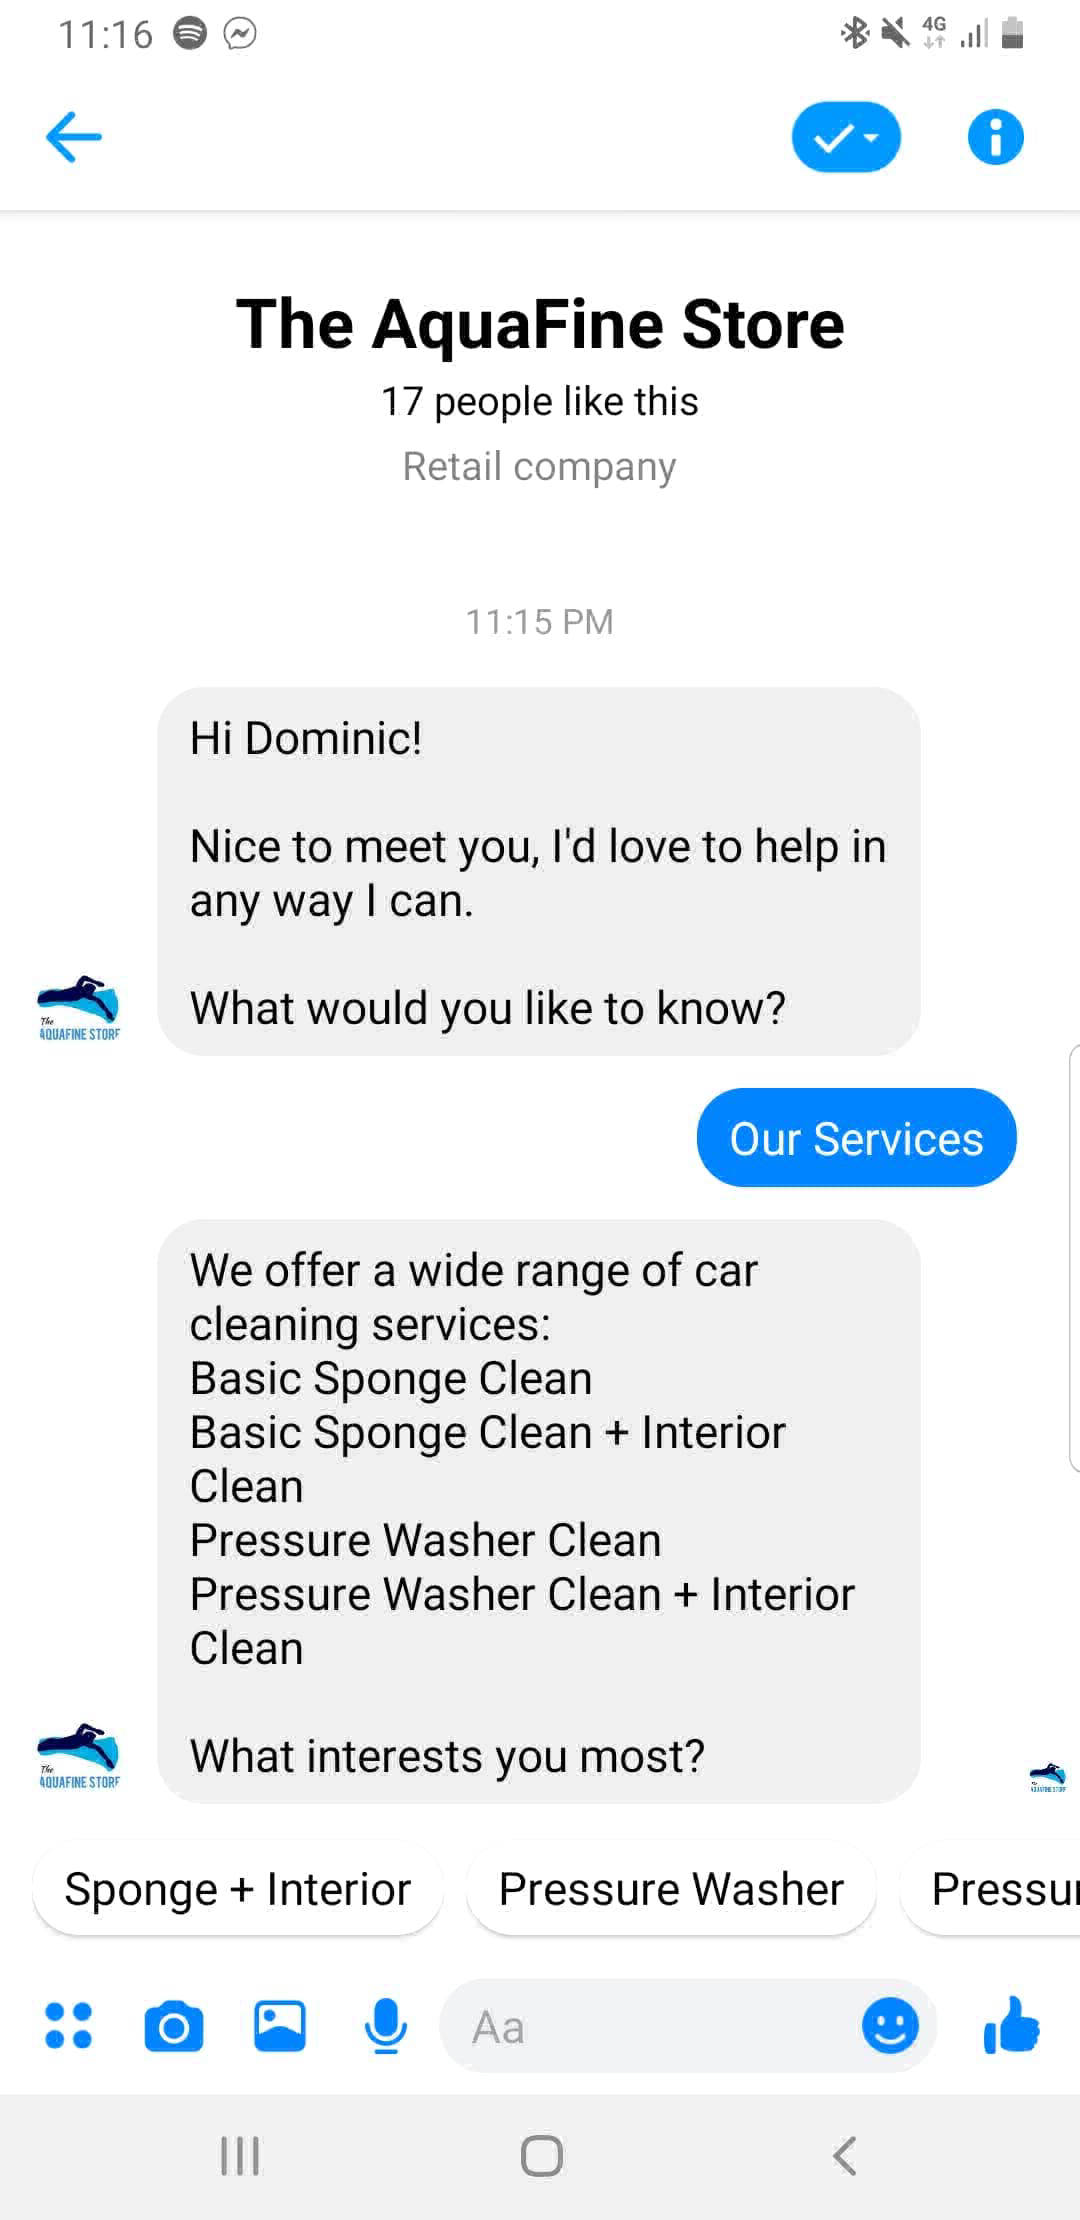 11:16
4G
The AquaFine Store
17 people like this
Retail company
11:15 PM
Hi Dominic!
Nice to meet you, I'd love to help in
any way I can.
What would you like to know?
The
AQUAFINE STORE
Our Services
We offer a wide range of car
cleaning services:
Basic Sponge Clean
Basic Sponge Clean + Interior
Clean
Pressure Washer Clean
Pressure Washer Clean + Interior
Clean
What interests you most?
The
AQUAFINE STORE
Sponge + Interior
Pressure Washer
Pressur
Aa